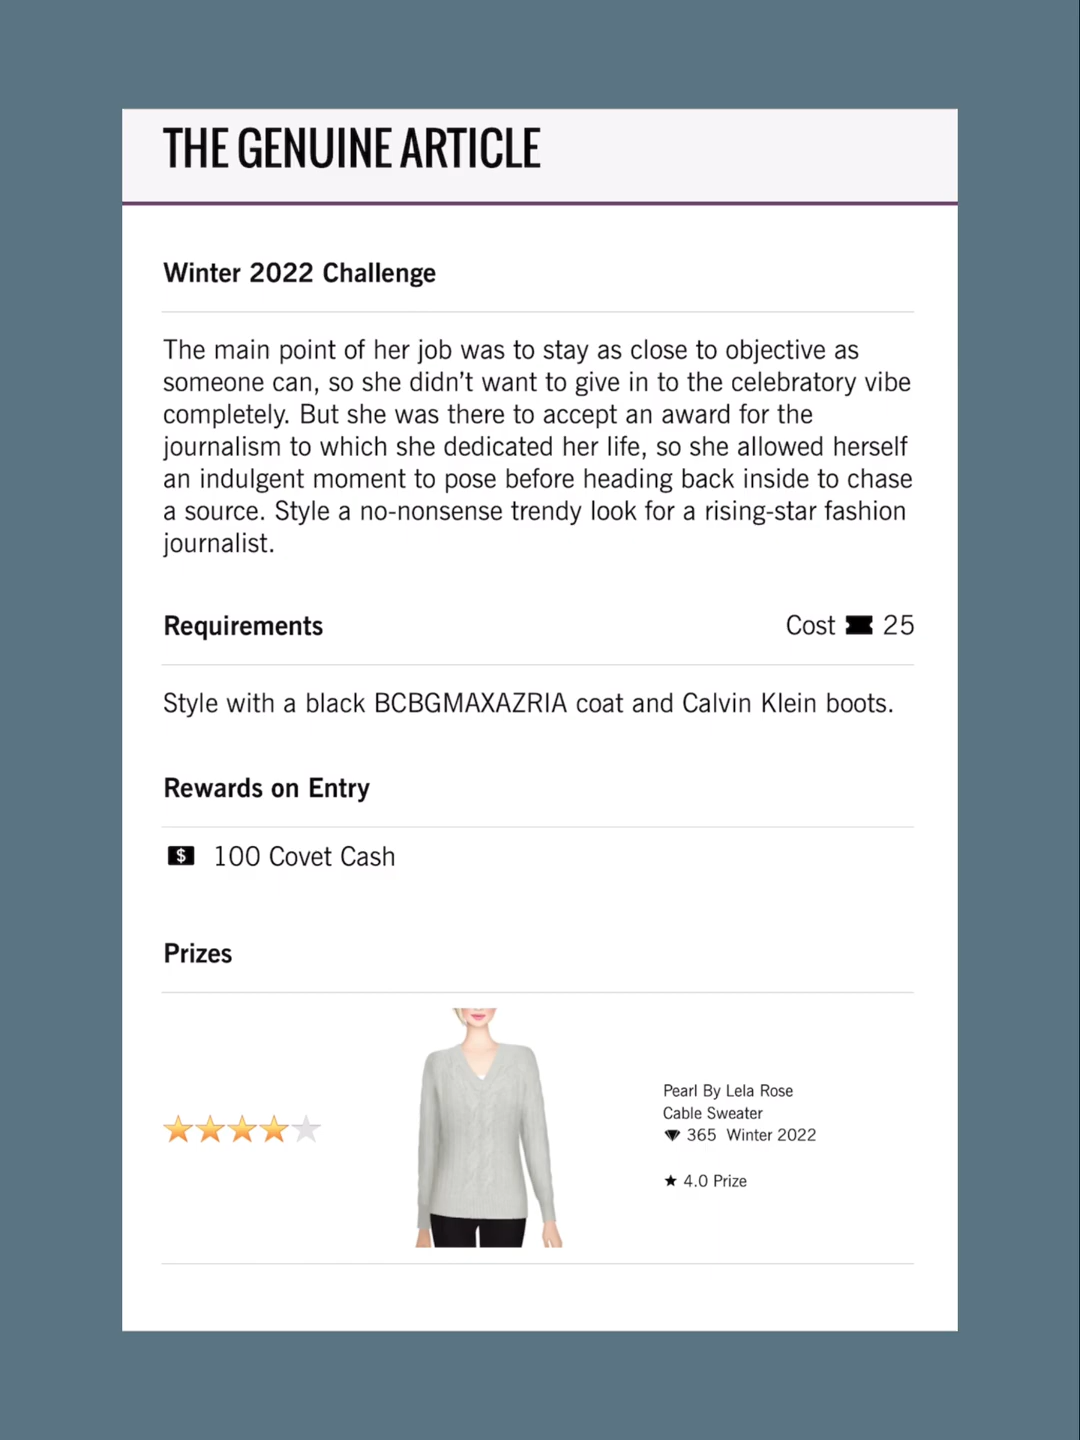 THE GENUINE ARTICLE
Winter 2022 Challenge
The main point of her job was to stay as close to objective as
someone can, so she didn’t want to give in to the celebratory vibe
completely. But she was there to accept an award for the
journalism to which she dedicated her life, so she allowed herself
an indulgent moment to pose before heading back inside to chase
a source. Style a no-nonsense trendy look for a rising-star fashion
journalist.
Requirements Cost 25
Style with a black BCBGMAXAZRIA coat and Calvin Klein boots.
Rewards on Entry
$ 100 Covet Cash
Prizes
Pearl By Lela Rose
Cable Sweater
365 Winter 2022
★ 4.0 Prize